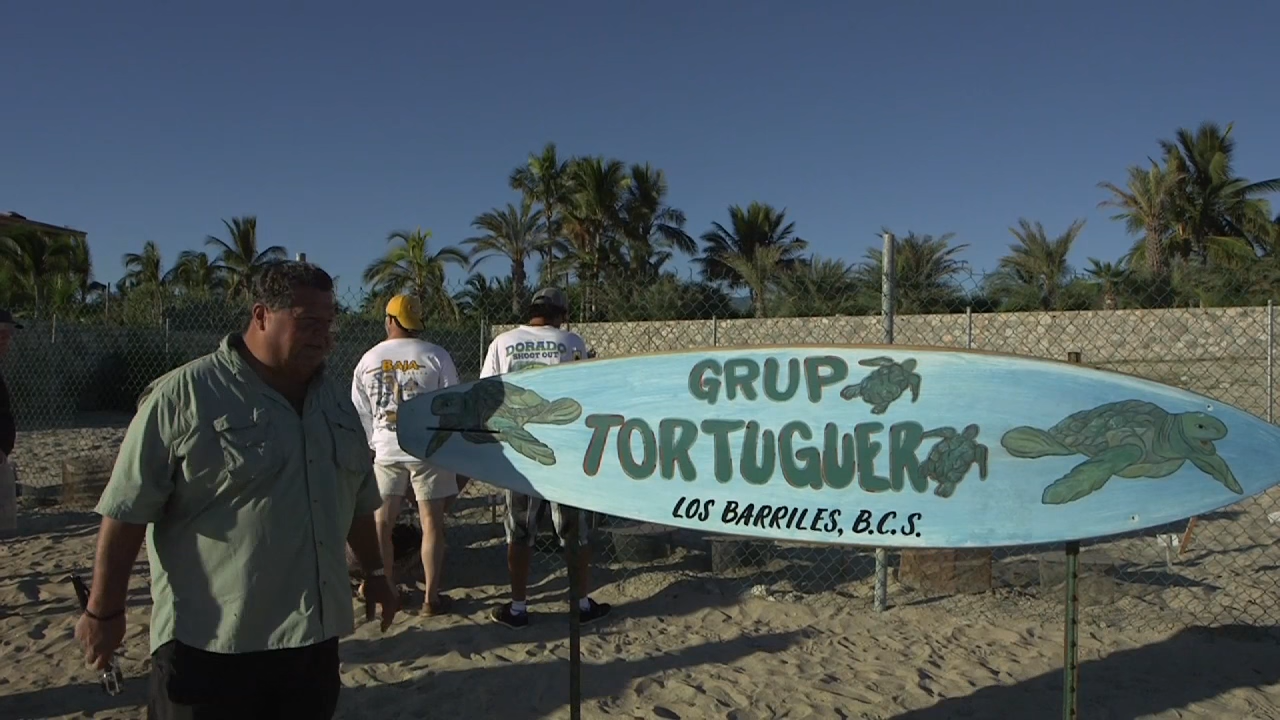 BAJA
DORADO
SHOOT OUT
GRUP
TORTUGUER
LOS BARRILES, B.C.S.